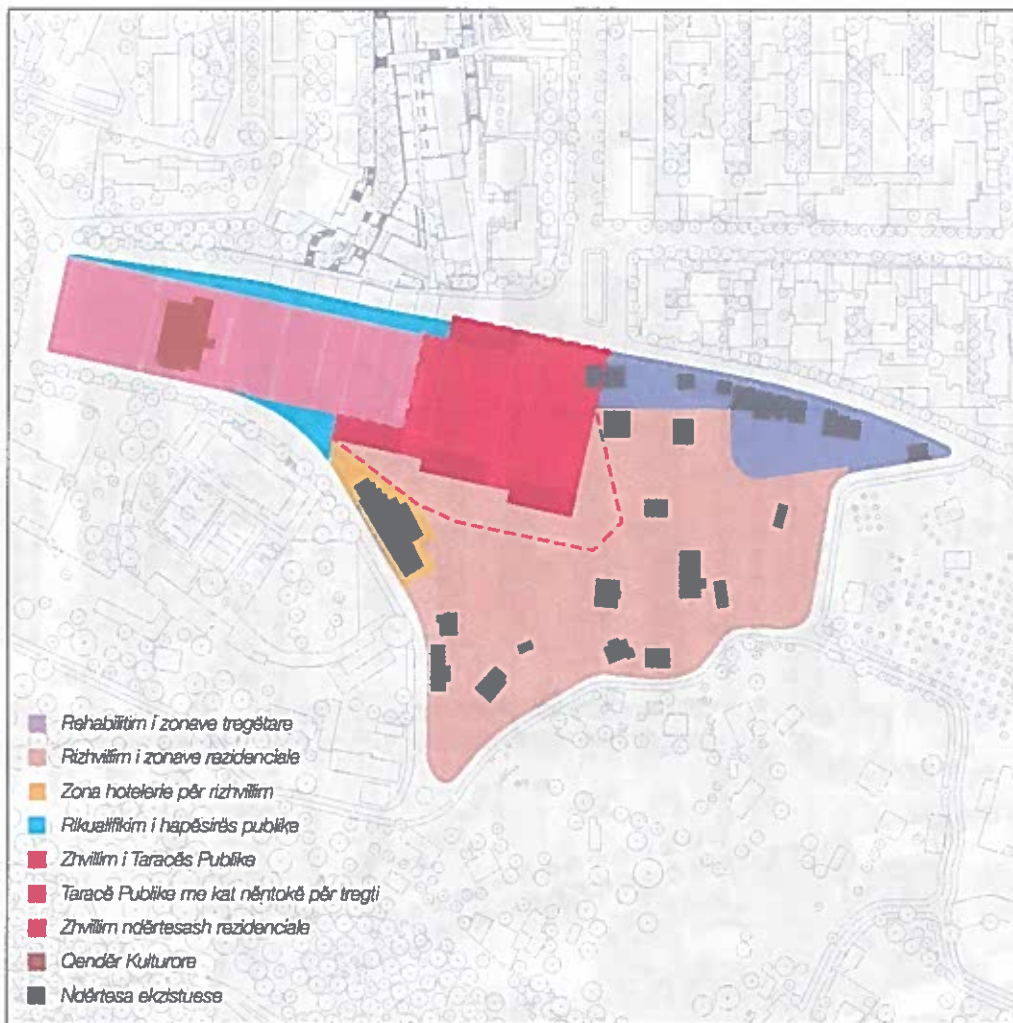 Rehabilitim i zonave tregëtare
Rizhvillim i zonave rezidenciale
Zona hotelerie për rizhvillim
Rikualifikim i hapësirës publike
Zhvillim i Taracës Publike
Taracë Publike me kat nëntokë për tregti
Zhvillim ndërtesash rezidenciale
Qendër Kulturore
Ndërtesa ekzistuese